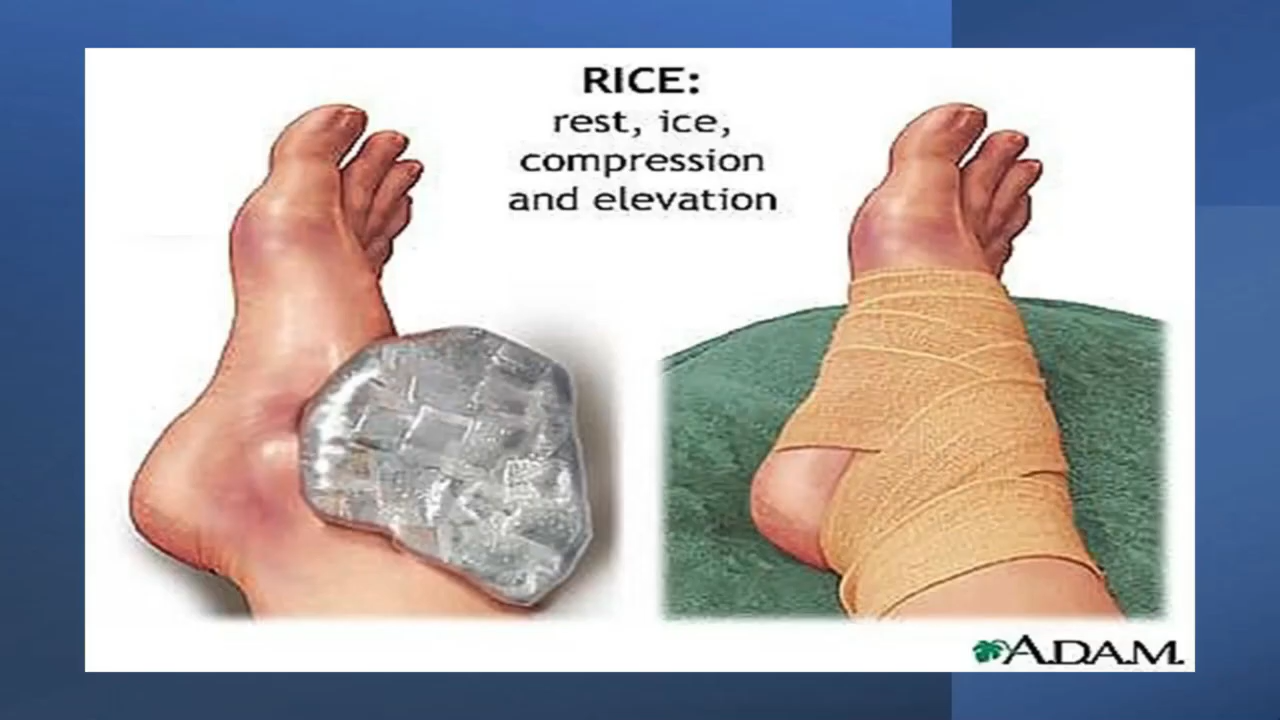 RICE:
rest, ice,
compression
and elevation
A.D.A.M.